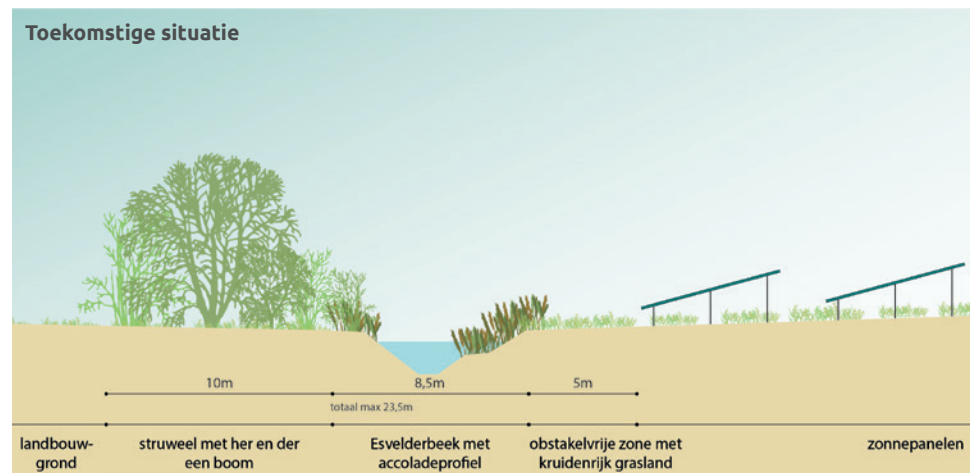 Toekomstige situatie
10m
8,5m
5m
totaal max 23,5m
landbouw-
grond
struweel met her en der
een boom
Esvelderbeek met
accoladeprofiel
obstakelvrije zone met
kruidenrijk grasland
zonnepanelen